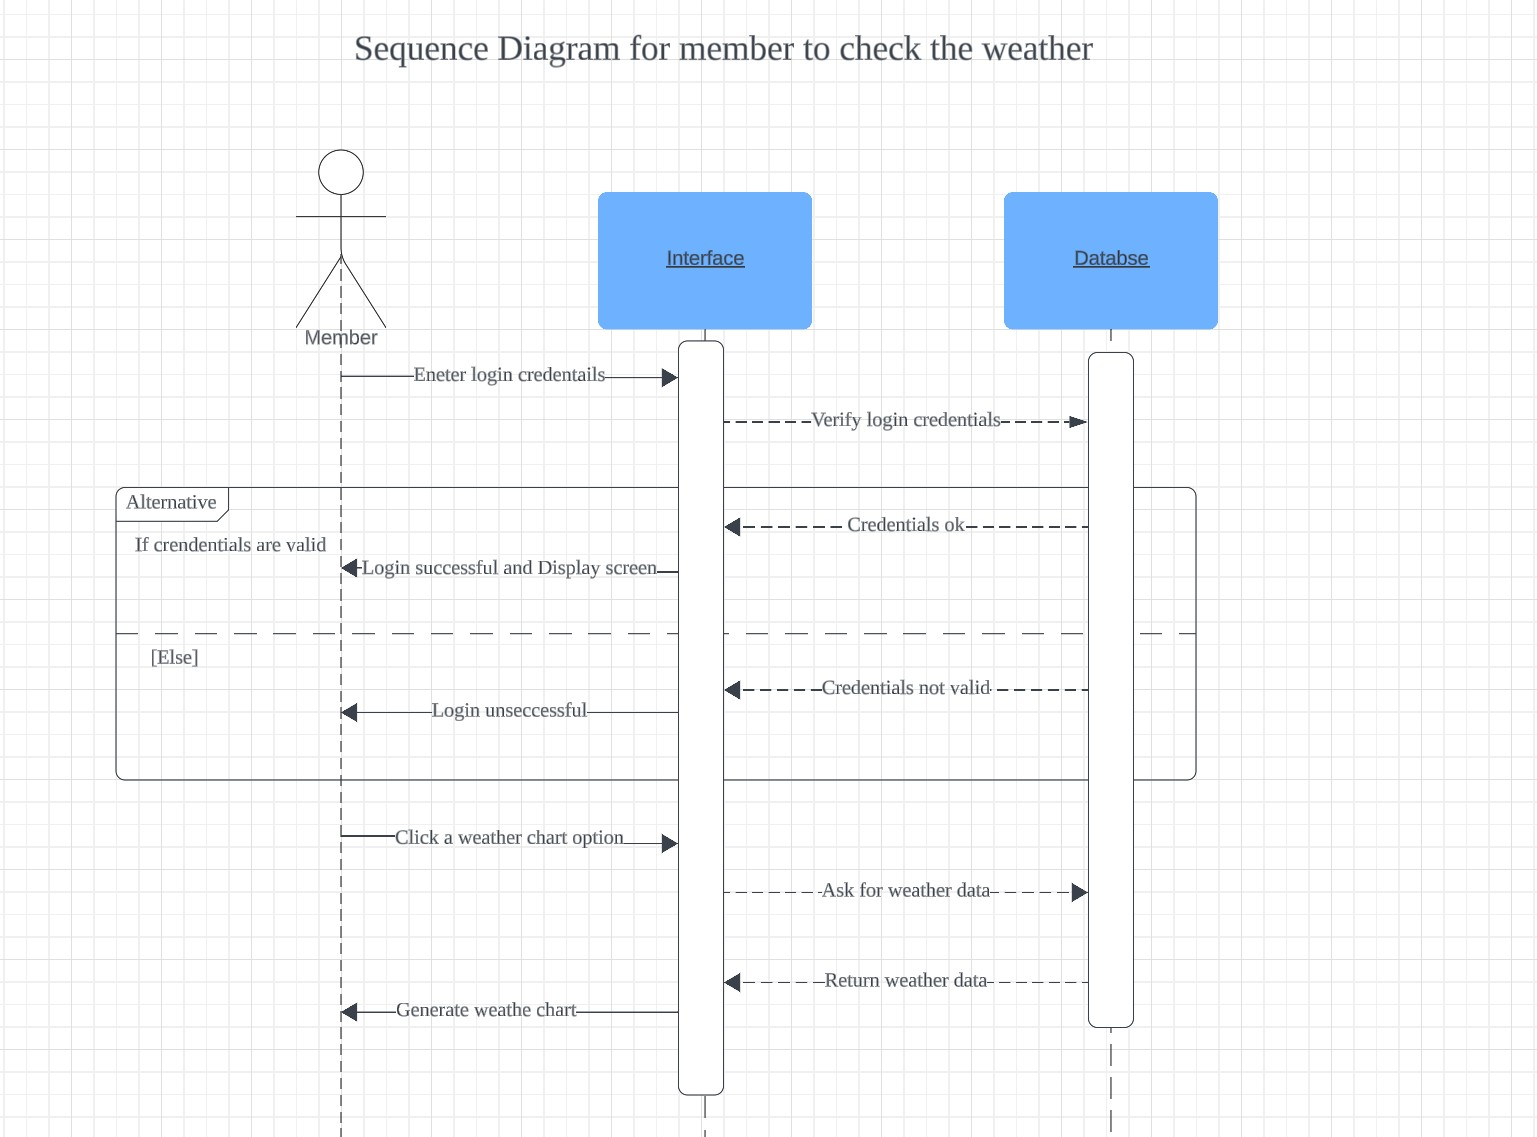 Sequence Diagram for member to check the weather
Interface
Databse
Member
Eneter login credentails
Verify login credentials
Alternative
Credentials ok
If crendentials are valid
Login successful and Display screen
[Else]
Credentials not valid
Login unseccessful
Click a weather chart option
Ask for weather data
Return weather data
Generate weathe chart